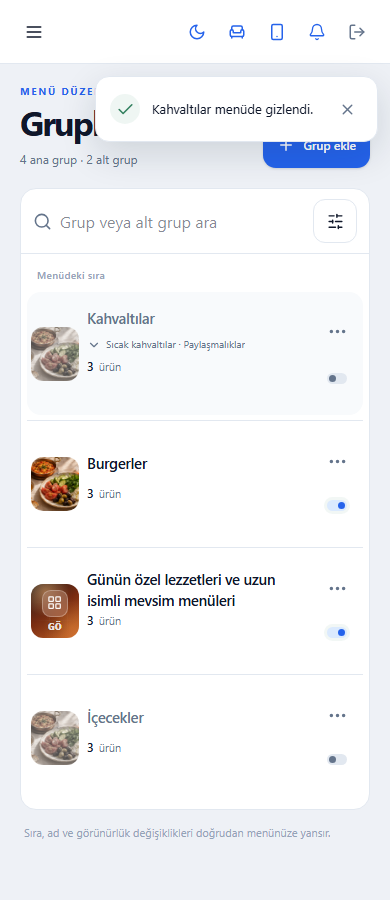 MENÜ DÜZE
Kahvaltılar menüde gizlendi.
Grup
Grup ekle
4 ana grup · 2 alt grup
Grup veya alt grup ara
Menüdeki sıra
Kahvaltılar
Sıcak kahvaltılar · Paylaşmalıklar
3 ürün
Burgerler
3 ürün
Günün özel lezzetleri ve uzun
isimli mevsim menüleri
GÖ
3 ürün
İçecekler
3 ürün
Sıra, ad ve görünürlük değişiklikleri doğrudan menünüze yansır.